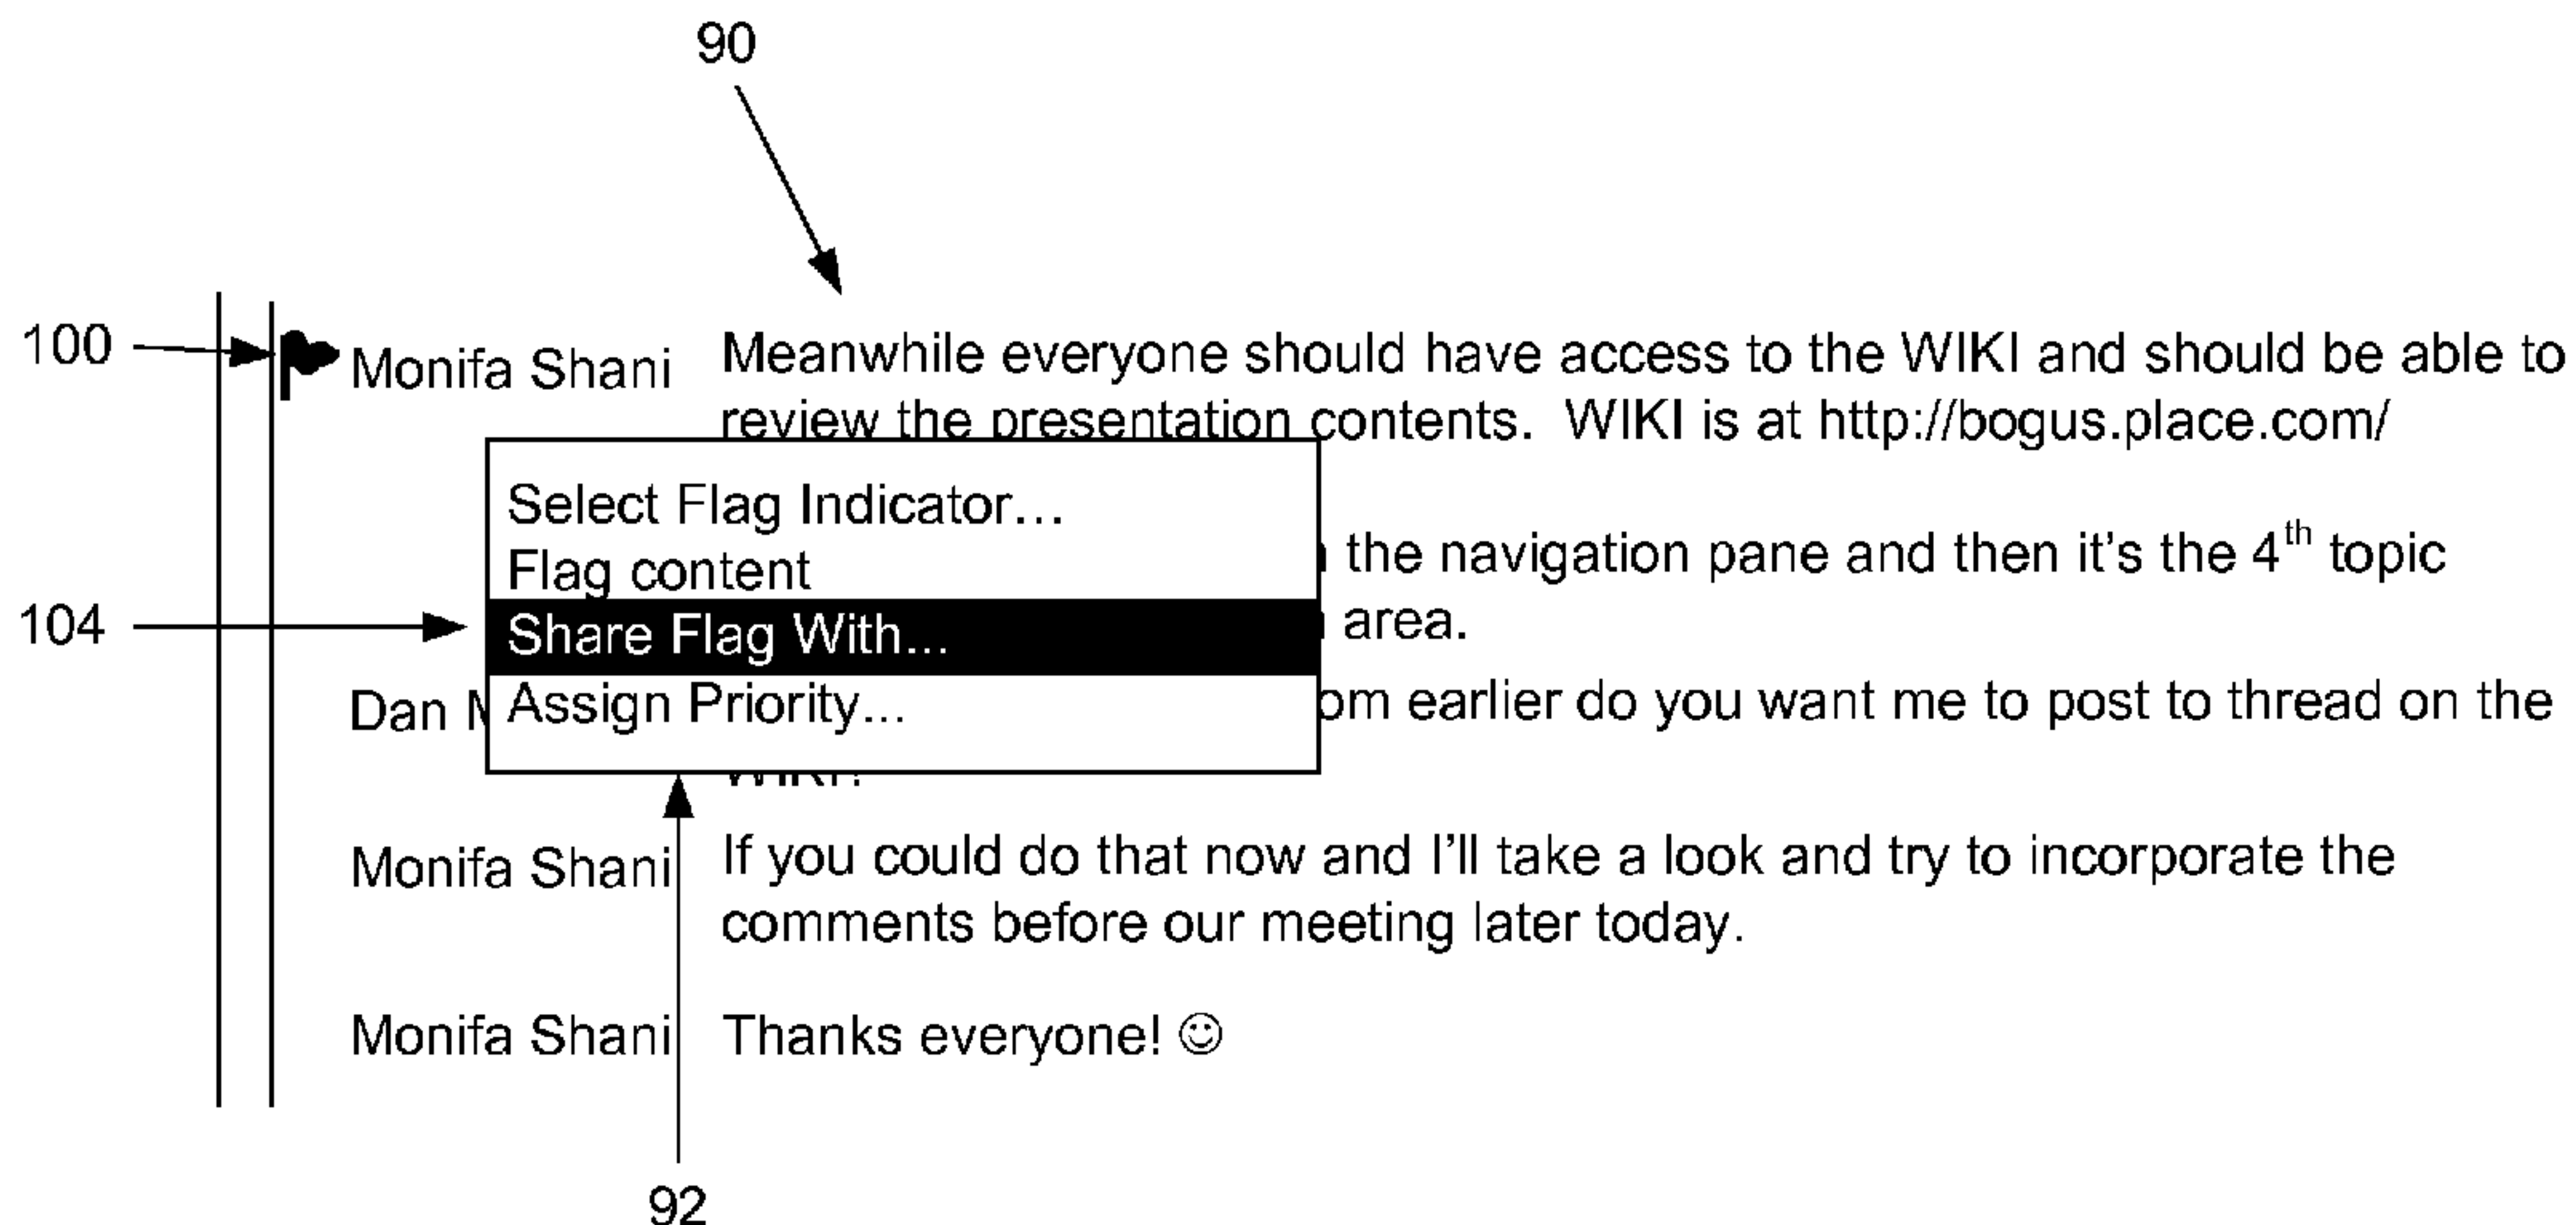 90
100
Monifa Shani Meanwhile everyone should have access to the WIKI and should be able to
review the presentation contents. WIKI is at http://bogus.place.com/
Select Flag Indicator...
Flag content
the navigation pane and then it's the 4th topic
104
Share Flag With...
area.
Dan
Assign Priority...
earlier do you want me to post to thread on the
Monifa Shani If you could do that now and I'll take a look and try to incorporate the
comments before our meeting later today.
Monifa Shani Thanks everyone! ☺
92